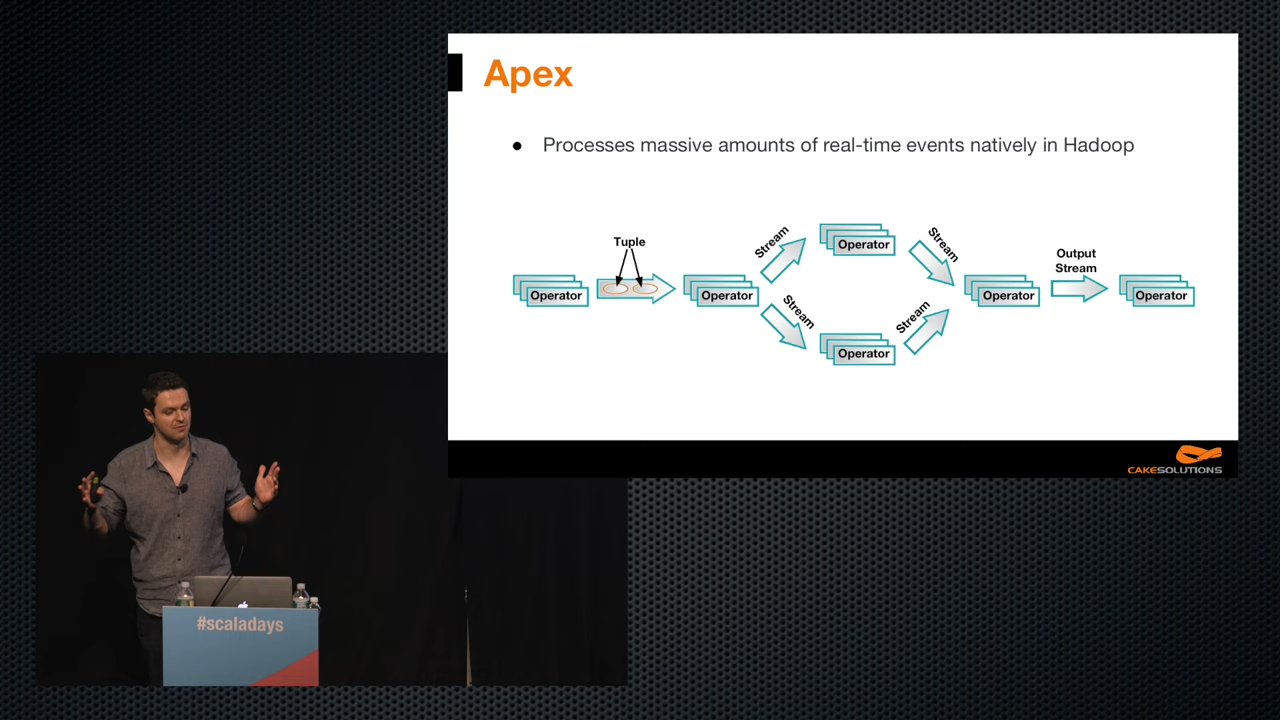 Apex
● Processes massive amounts of real-time events natively in Hadoop
Tuple
Operator
Operator
Stream
Stream
Operator
Operator
Stream
Stream
Operator
Output
Stream
Operator
CAKESOLUTIONS
#scaladays